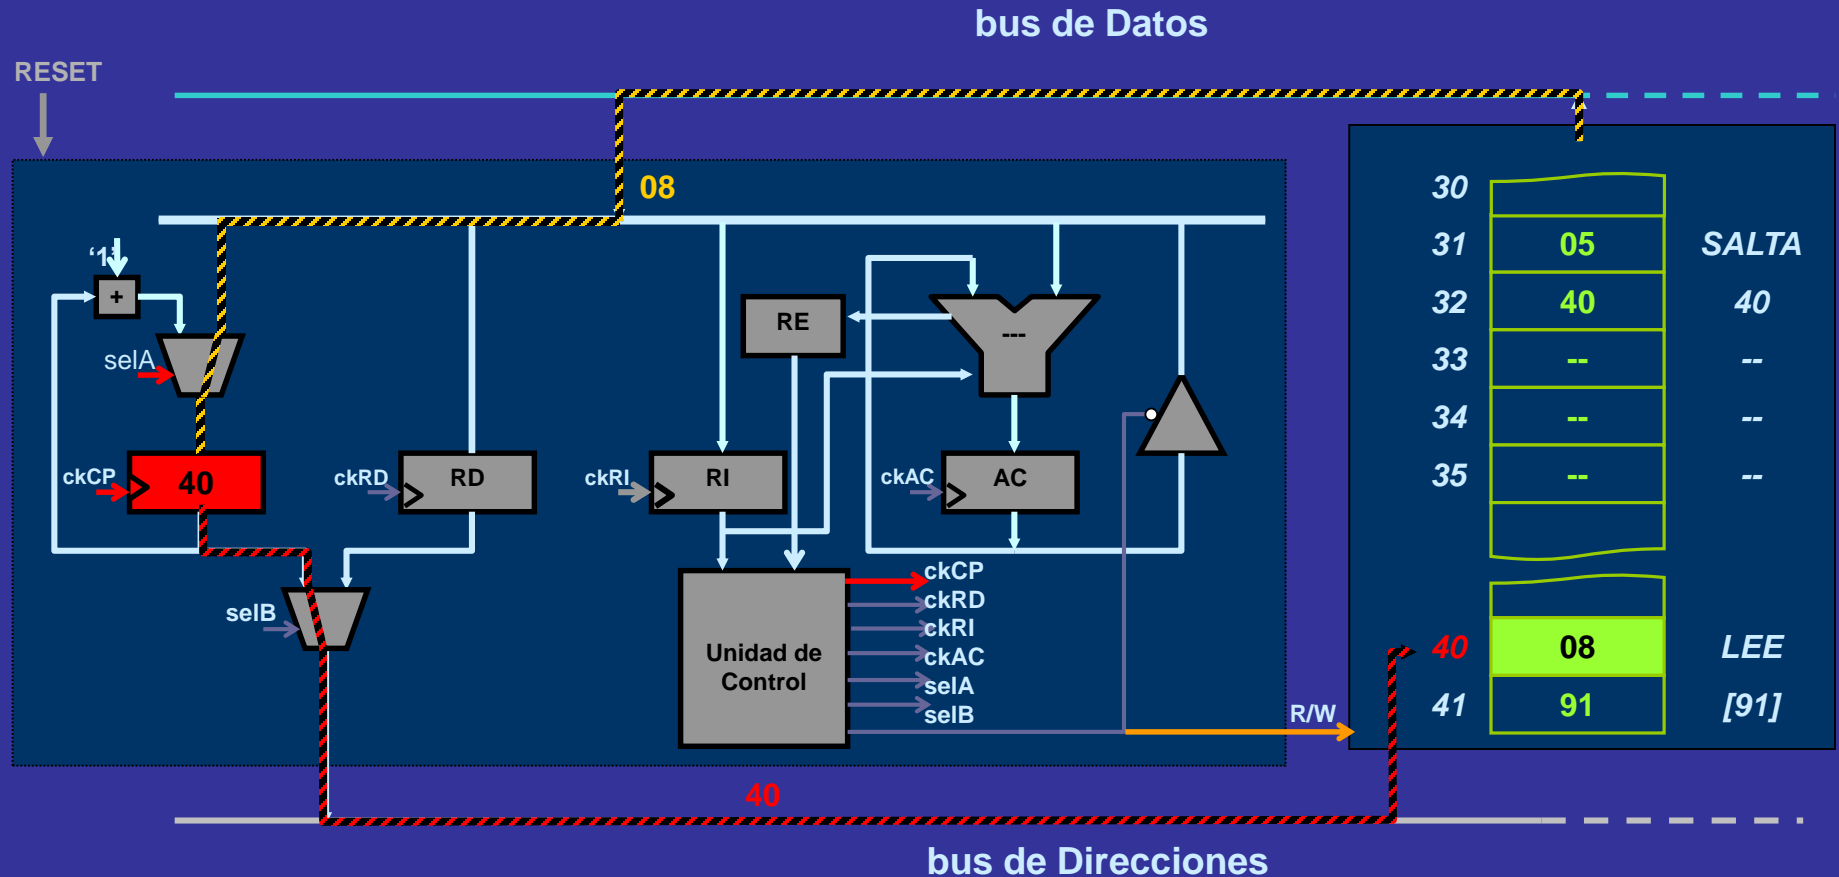 bus de Datos
RESET
08
‘1’
+
selA
ckCP
40
ckRD
RD
ckRI
RI
RE
---
ckAC
AC
selB
Unidad de
Control
ckCP
ckRD
ckRI
ckAC
selA
selB
R/W
40
bus de Direcciones
30
31 05 SALTA
32 40 40
33 -- --
34 -- --
35 -- --
40 08 LEE
41 91 [91]